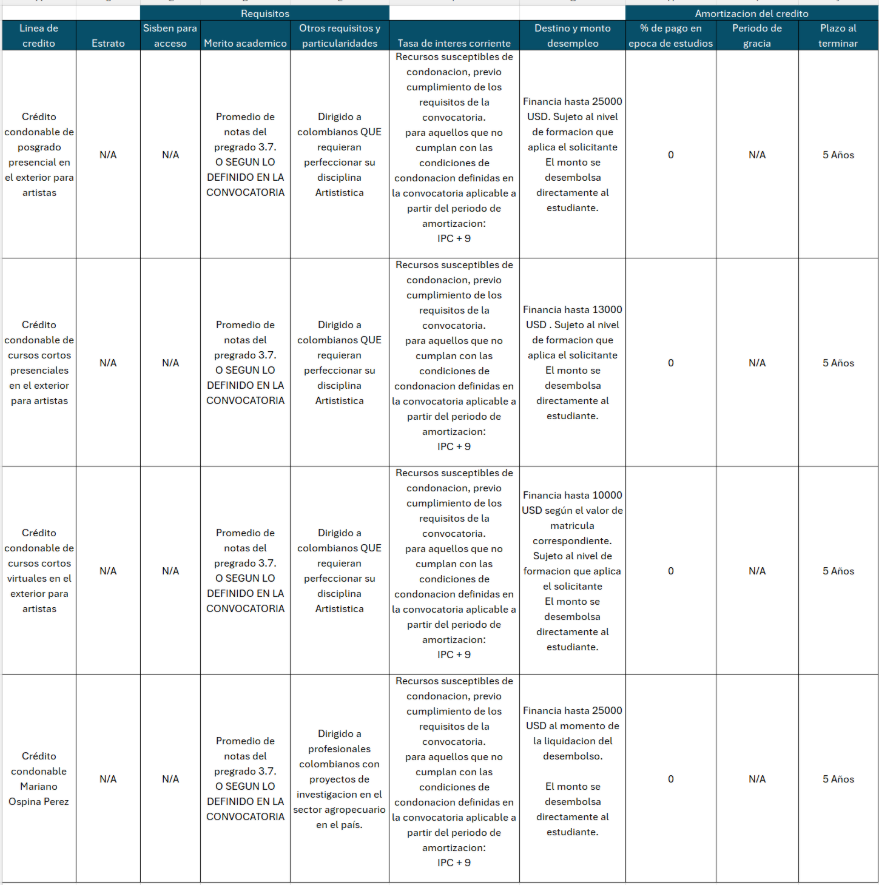 Requisitos
Amortizacion del credito
Linea de
credito
Estrato
Sisben para
acceso
Merito academico
Otros requisitos y
particularidades
Tasa de interes corriente
Destino y monto
desempleo
% de pago en
epoca de estudios
Periodo de
gracia
Plazo al
terminar
Crédito
condonable de
posgrado
presencial en
el exterior para
artistas
N/A
N/A
Promedio de
notas del
pregrado 3.7.
O SEGUN LO
DEFINIDO EN LA
CONVOCATORIA
Dirigido a
colombianos QUE
requieran
perfeccionar su
disciplina
Artististica
Recursos susceptibles de
condonacion, previo
cumplimiento de los
requisitos de la
convocatoria.
para aquellos que no
cumplan con las
condiciones de
condonacion definidas en
la convocatoria aplicable a
partir del periodo de
amortizacion:
IPC + 9
Financia hasta 25000
USD. Sujeto al nivel
de formacion que
aplica el solicitante
El monto se
desembolsa
directamente al
estudiante.
0
N/A
5 Años
Crédito
condonable de
cursos cortos
presenciales
en el exterior
para artistas
N/A
N/A
Promedio de
notas del
pregrado 3.7.
O SEGUN LO
DEFINIDO EN LA
CONVOCATORIA
Dirigido a
colombianos QUE
requieran
perfeccionar su
disciplina
Artististica
Recursos susceptibles de
condonacion, previo
cumplimiento de los
requisitos de la
convocatoria.
para aquellos que no
cumplan con las
condiciones de
condonacion definidas en
la convocatoria aplicable a
partir del periodo de
amortizacion:
IPC + 9
Financia hasta 13000
USD . Sujeto al nivel
de formacion que
aplica el solicitante
El monto se
desembolsa
directamente al
estudiante.
0
N/A
5 Años
Crédito
condonable de
cursos cortos
virtuales en el
exterior para
artistas
N/A
N/A
Promedio de
notas del
pregrado 3.7.
O SEGUN LO
DEFINIDO EN LA
CONVOCATORIA
Dirigido a
colombianos QUE
requieran
perfeccionar su
disciplina
Artististica
Recursos susceptibles de
condonacion, previo
cumplimiento de los
requisitos de la
convocatoria.
para aquellos que no
cumplan con las
condiciones de
condonacion definidas en
la convocatoria aplicable a
partir del periodo de
amortizacion:
IPC + 9
Financia hasta 10000
USD según el valor de
matricula
correspondiente.
Sujeto al nivel de
formacion que aplica
el solicitante
El monto se
desembolsa
directamente al
estudiante.
0
N/A
5 Años
Crédito
condonable
Mariano
Ospina Perez
N/A
N/A
Promedio de
notas del
pregrado 3.7.
O SEGUN LO
DEFINIDO EN LA
CONVOCATORIA
Dirigido a
profesionales
colombianos con
proyectos de
investigacion en el
sector agropecuario
en el país.
Recursos susceptibles de
condonacion, previo
cumplimiento de los
requisitos de la
convocatoria.
para aquellos que no
cumplan con las
condiciones de
condonacion definidas en
la convocatoria aplicable a
partir del periodo de
amortizacion:
IPC + 9
Financia hasta 25000
USD al momento de
la liquidacion del
desembolso.
El monto se
desembolsa
directamente al
estudiante.
0
N/A
5 Años